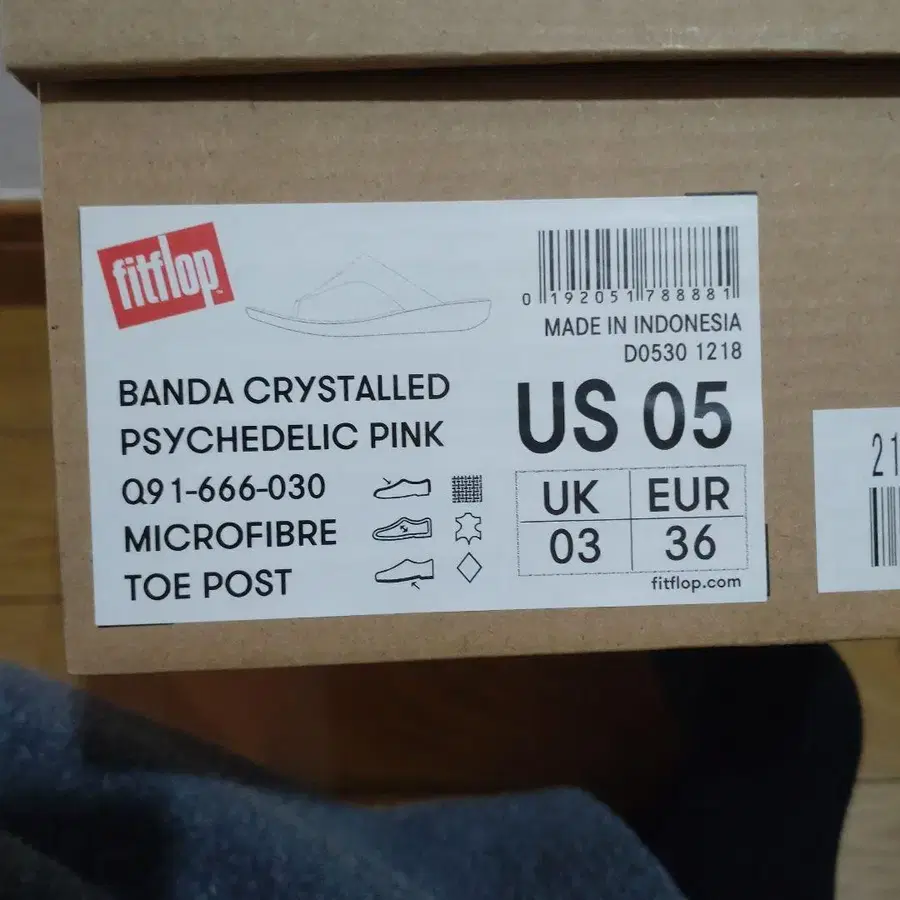 fitflop
BANDA CRYSTALLED
PSYCHEDELIC PINK
Q91-666-030
MICROFIBRE
TOE POST
0 192051 788881
MADE IN INDONESIA
D0530 1218
US 05
UK EUR
03 36
fitflop.com
21